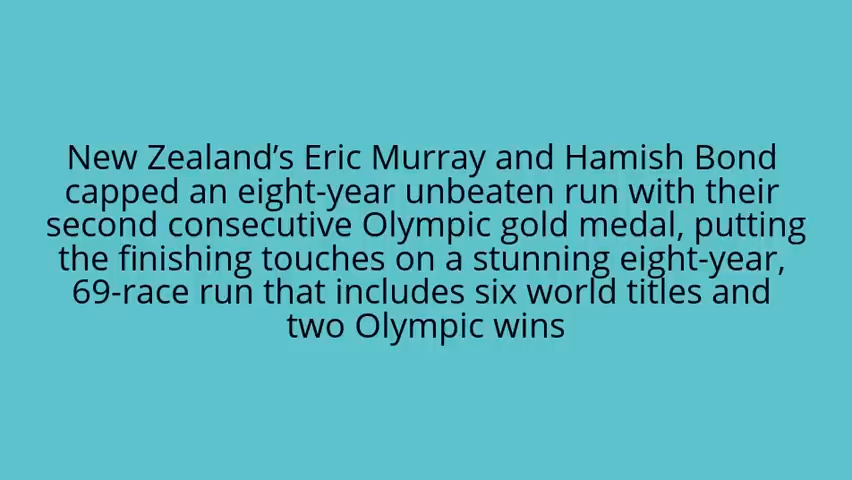 New Zealand’s Eric Murray and Hamish Bond
capped an eight-year unbeaten run with their
second consecutive Olympic gold medal, putting
the finishing touches on a stunning eight-year,
69-race run that includes six world titles and
two Olympic wins